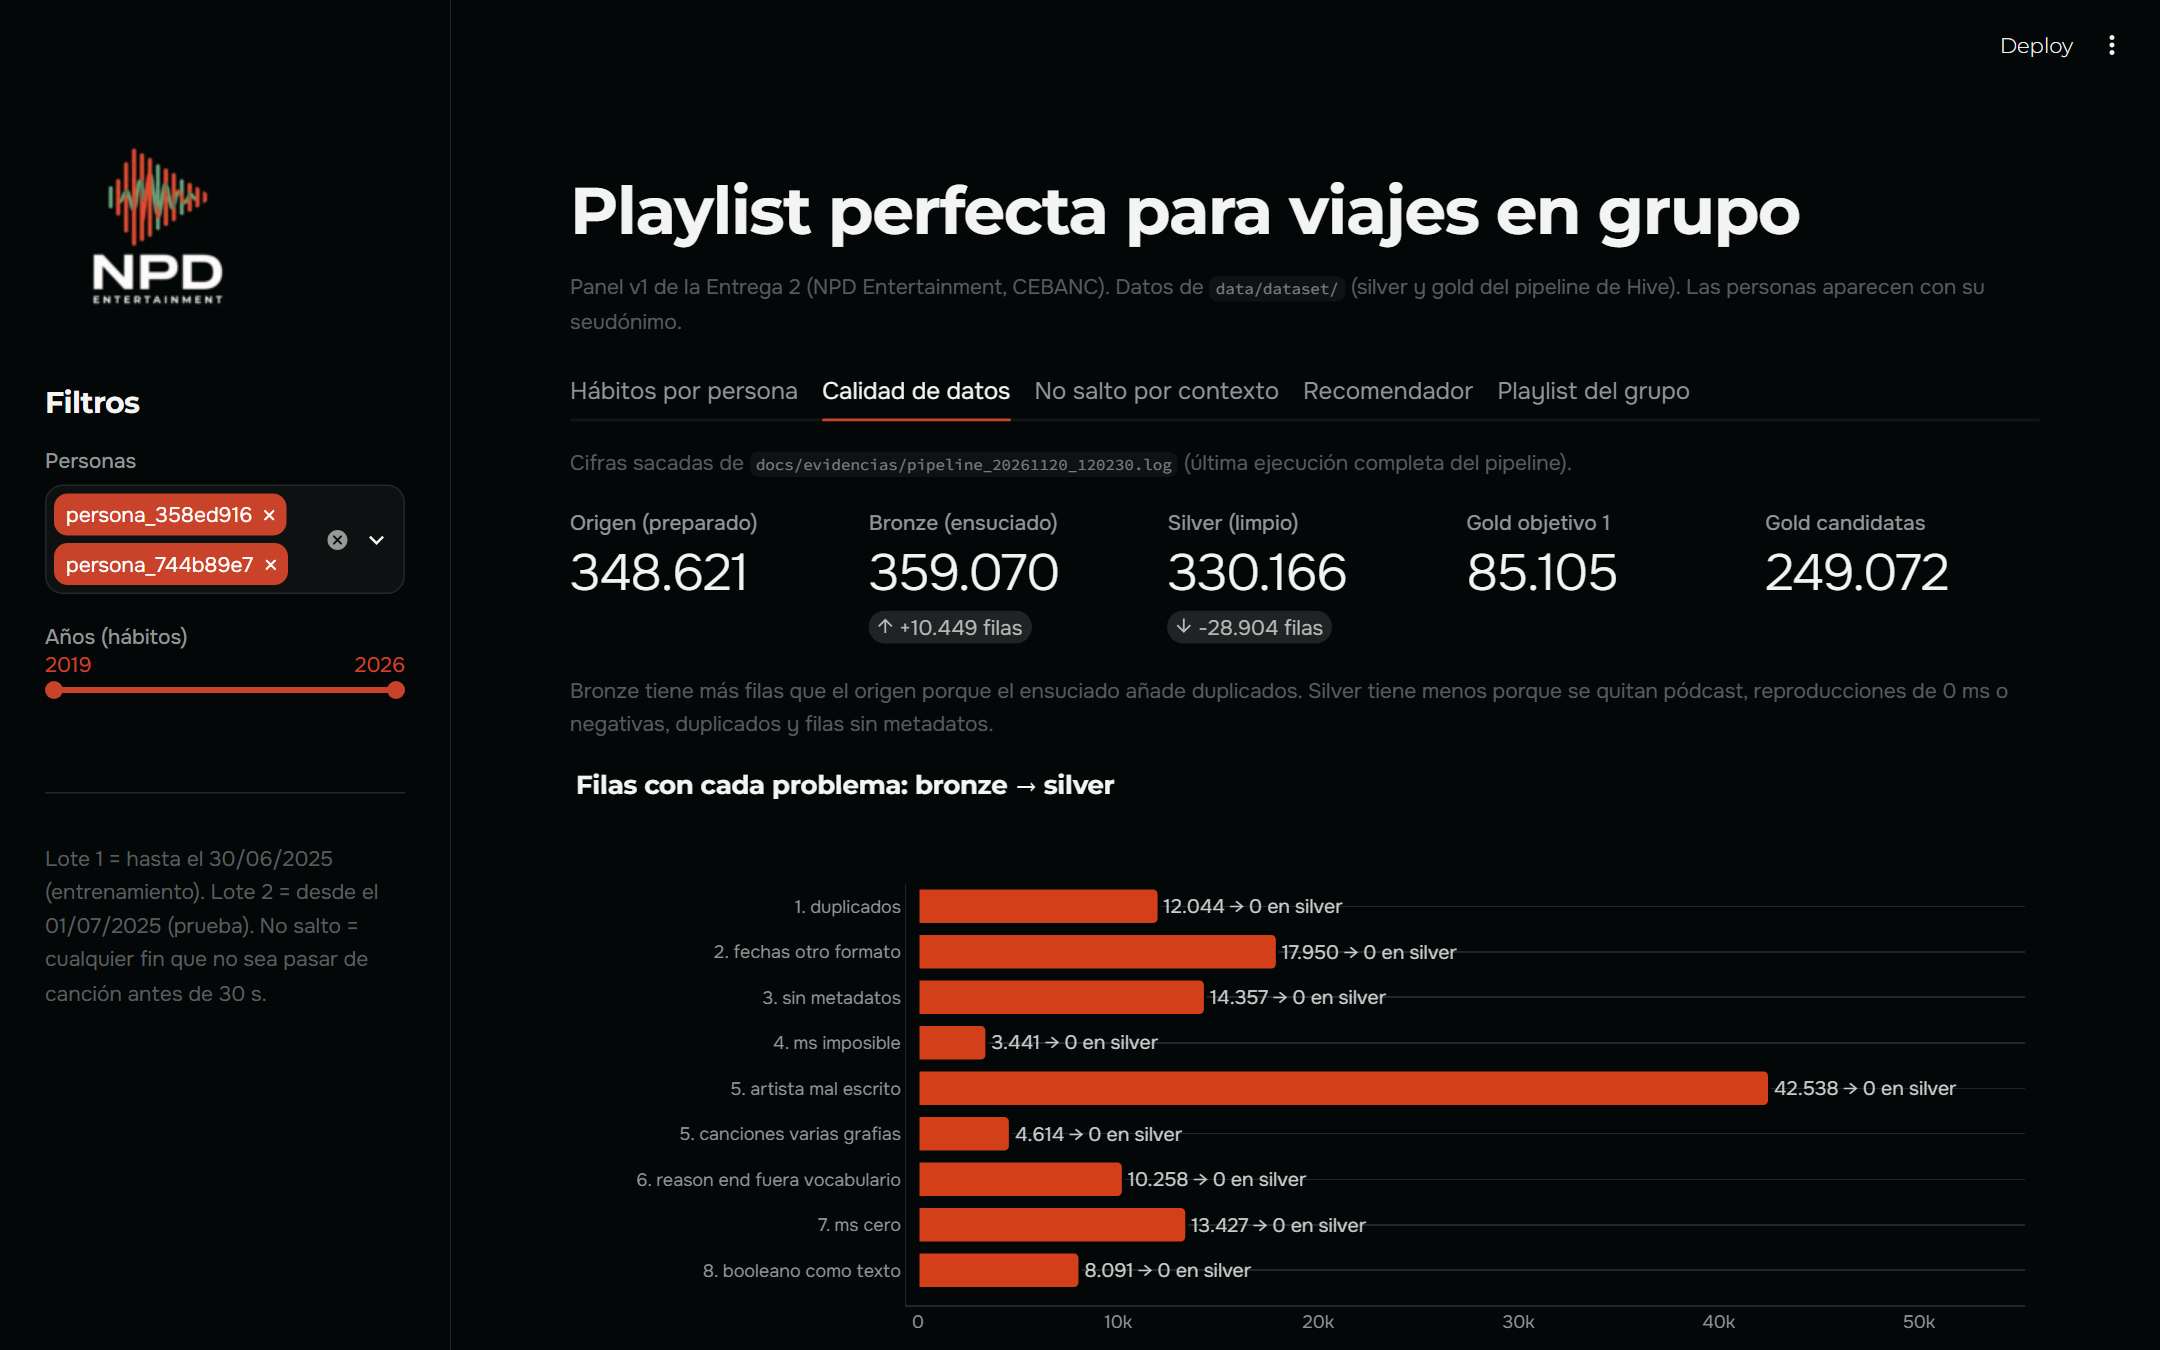 Deploy
NPD
ENTERTAINMENT
Filtros
Personas
persona_358ed916 ×
persona_744b89e7 ×
Años (hábitos)
2019 2026
Lote 1 = hasta el 30/06/2025
(entrenamiento). Lote 2 = desde el
01/07/2025 (prueba). No salto =
cualquier fin que no sea pasar de
canción antes de 30 s.
Playlist perfecta para viajes en grupo
Panel v1 de la Entrega 2 (NPD Entertainment, CEBANC). Datos de data/dataset/ (silver y gold del pipeline de Hive). Las personas aparecen con su
seudónimo.
Hábitos por persona Calidad de datos No salto por contexto Recomendador Playlist del grupo
Cifras sacadas de docs/evidencias/pipeline_20261120_120230.log (última ejecución completa del pipeline).
Origen (preparado) Bronze (ensuciado) Silver (limpio) Gold objetivo 1 Gold candidatas
348.621 359.070 330.166 85.105 249.072
↑ +10.449 filas ↓ -28.904 filas
Bronze tiene más filas que el origen porque el ensuciado añade duplicados. Silver tiene menos porque se quitan pódcast, reproducciones de 0 ms o
negativas, duplicados y filas sin metadatos.
Filas con cada problema: bronze → silver
1. duplicados 12.044 → 0 en silver
2. fechas otro formato 17.950 → 0 en silver
3. sin metadatos 14.357 → 0 en silver
4. ms imposible 3.441 → 0 en silver
5. artista mal escrito 42.538 → 0 en silver
5. canciones varias grafias 4.614 → 0 en silver
6. reason end fuera vocabulario 10.258 → 0 en silver
7. ms cero 13.427 → 0 en silver
8. booleano como texto 8.091 → 0 en silver
0 10k 20k 30k 40k 50k